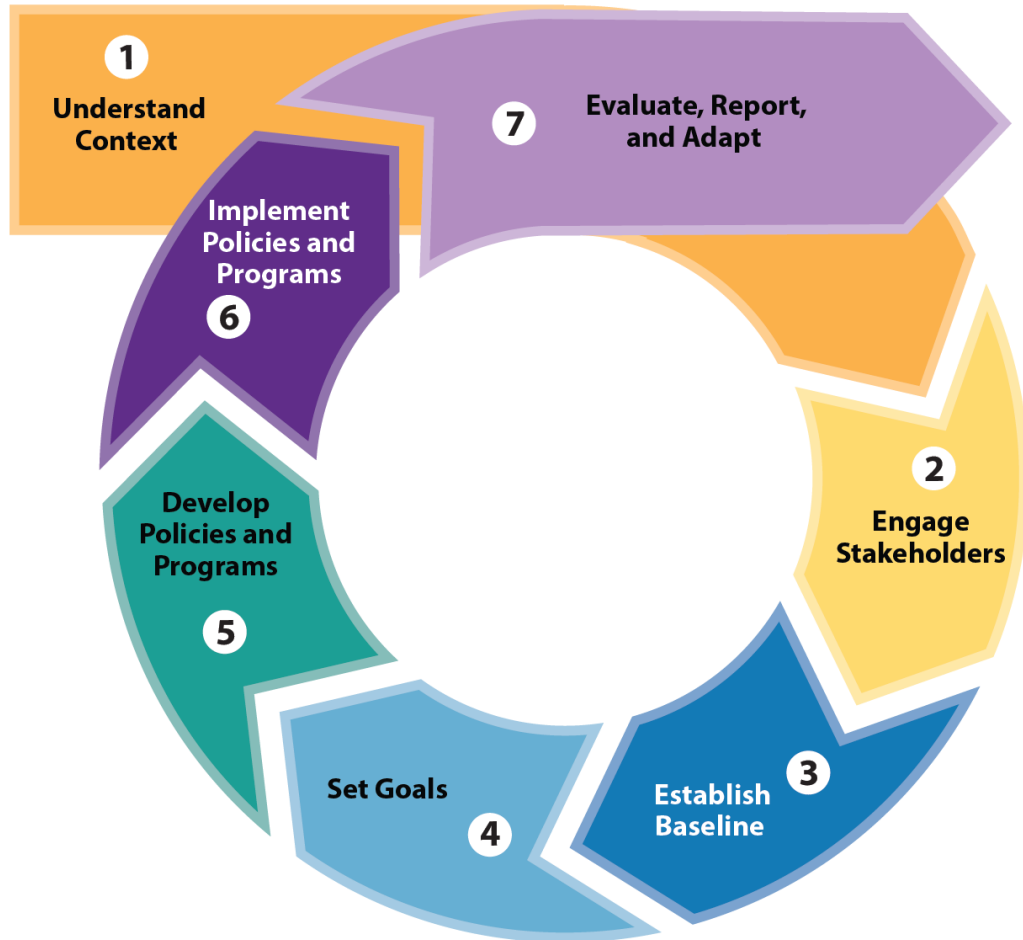 1
Understand
Context
2
Engage
Stakeholders
3
Establish
Baseline
4
Set Goals
5
Develop
Policies and
Programs
6
Implement
Policies and
Programs
7
Evaluate, Report,
and Adapt